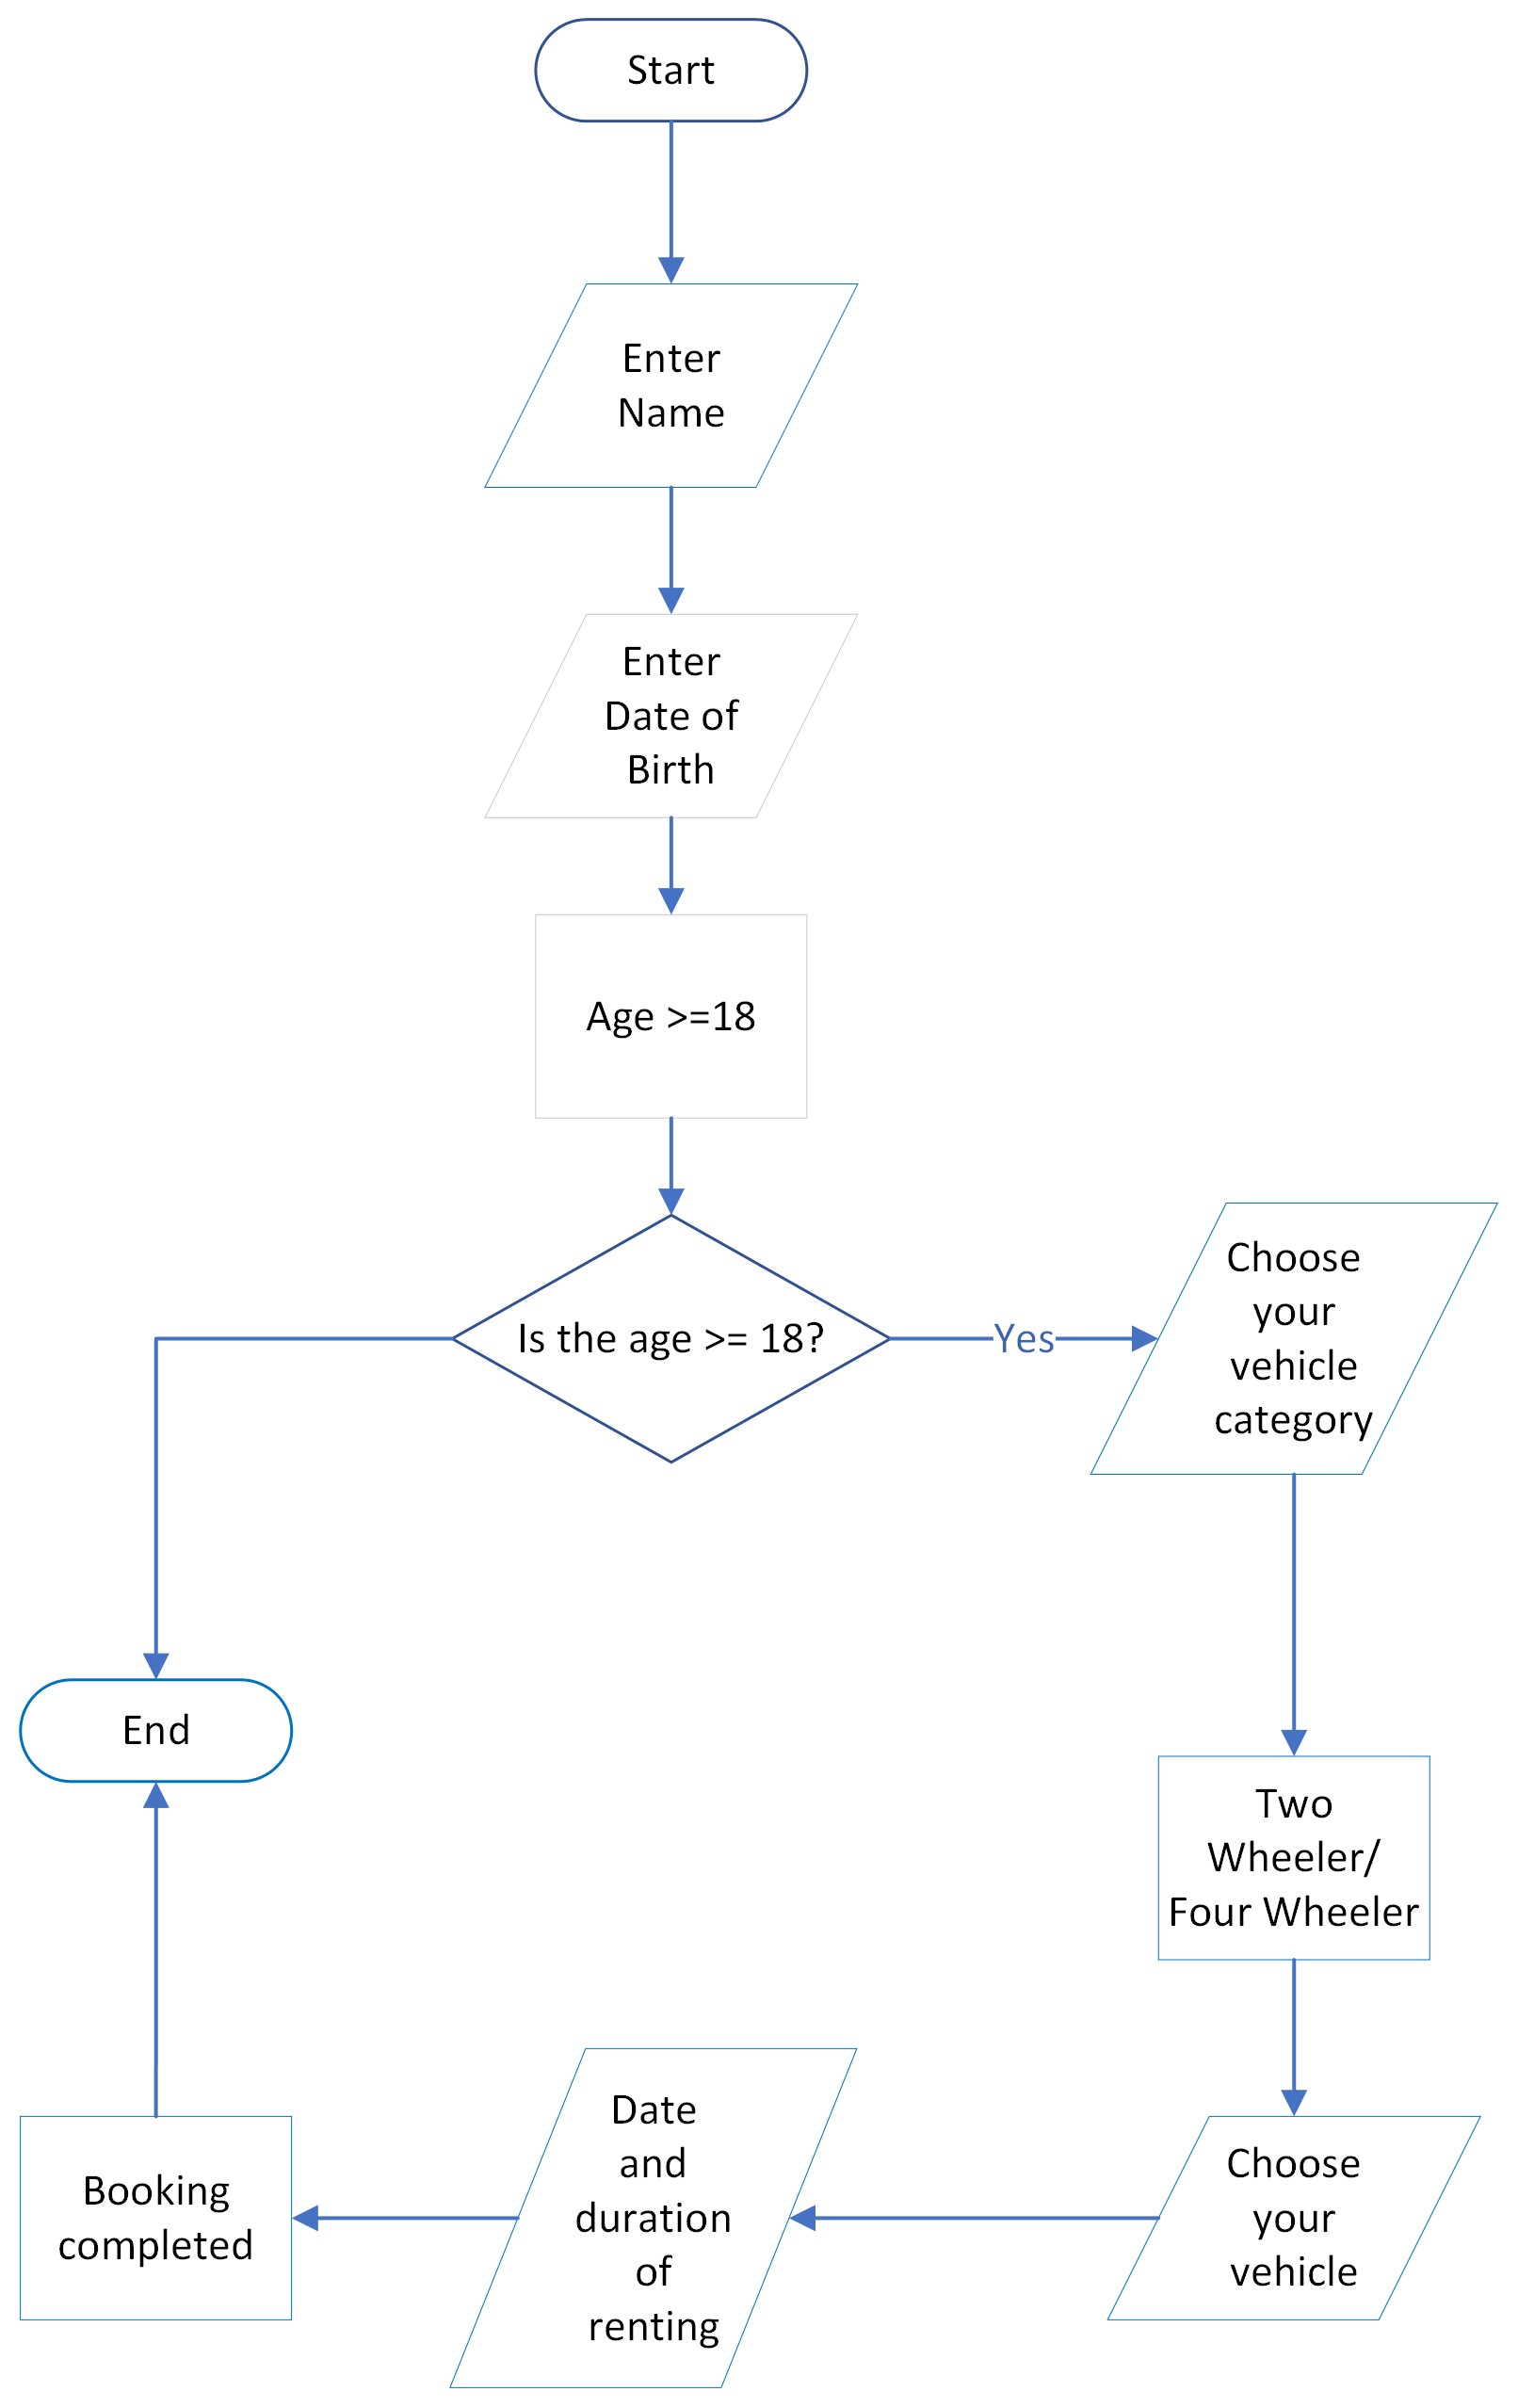 Start
Enter
Name
Enter
Date of
Birth
Age >=18
Is the age >= 18?
Yes
Choose
your
vehicle
category
End
Two
Wheeler/
Four Wheeler
Choose
your
vehicle
Date
and
duration
of
renting
Booking
completed